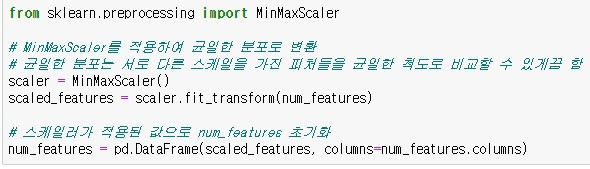 from sklearn.preprocessing import MinMaxScaler
# MinMaxScaler를 적용하여 균일한 분포로 변환
# 균일한 분포는 서로 다른 스케일을 가진 피처들을 균일한 척도로 비교할 수 있게끔 함
scaler = MinMaxScaler()
scaled_features = scaler.fit_transform(num_features)
# 스케일러가 적용된 값으로 num_features 초기화
num_features = pd.DataFrame(scaled_features, columns=num_features.columns)